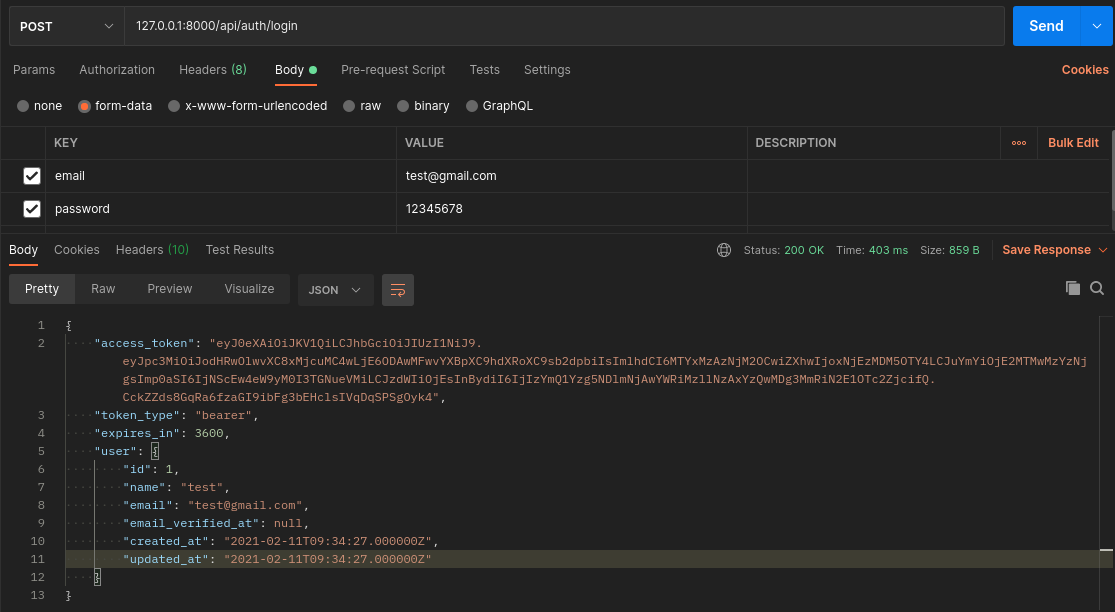 POST 127.0.0.1:8000/api/auth/login Send
Params Authorization Headers (8) Body Pre-request Script Tests Settings Cookies
none form-data x-www-form-urlencoded raw binary GraphQL
KEY VALUE DESCRIPTION Bulk Edit
email test@gmail.com
password 12345678
Body Cookies Headers (10) Test Results Status: 200 OK Time: 403 ms Size: 859 B Save Response
Pretty Raw Preview Visualize JSON
1 {
2 "access_token": "eyJ0eXAiOiJKV1QiLCJhbGciOiJIUzI1NiJ9.
eyJpc3MiOiJodHRwOlwvXC8xMjcuMC4wLjE6ODAwMFwvYXBpXC9hdXRoXC9sb2dpbiIsImlhdCI6MTYxMzAzNjM2OCwiZXhwIjoxNjEzMDM5OTY4LCJuYmYiOjE2MTMwMzYzNj
gsImp0aSI6IjNScEw4eW9yM0I3TGNueVMiLCJzdWIiOjEsInBydiI6IjIzYmQ1Yzg5NDlmNjAwYWRiMzllNzAxYzQwMDg3MmRiN2E1OTc2ZjcifQ.
CckZZds8GqRa6fzaGI9ibFg3bEHclsIVqDqSPSgOyk4",
3 "token_type": "bearer",
4 "expires_in": 3600,
5 "user": {
6 "id": 1,
7 "name": "test",
8 "email": "test@gmail.com",
9 "email_verified_at": null,
10 "created_at": "2021-02-11T09:34:27.000000Z",
11 "updated_at": "2021-02-11T09:34:27.000000Z"
12 }
13 }